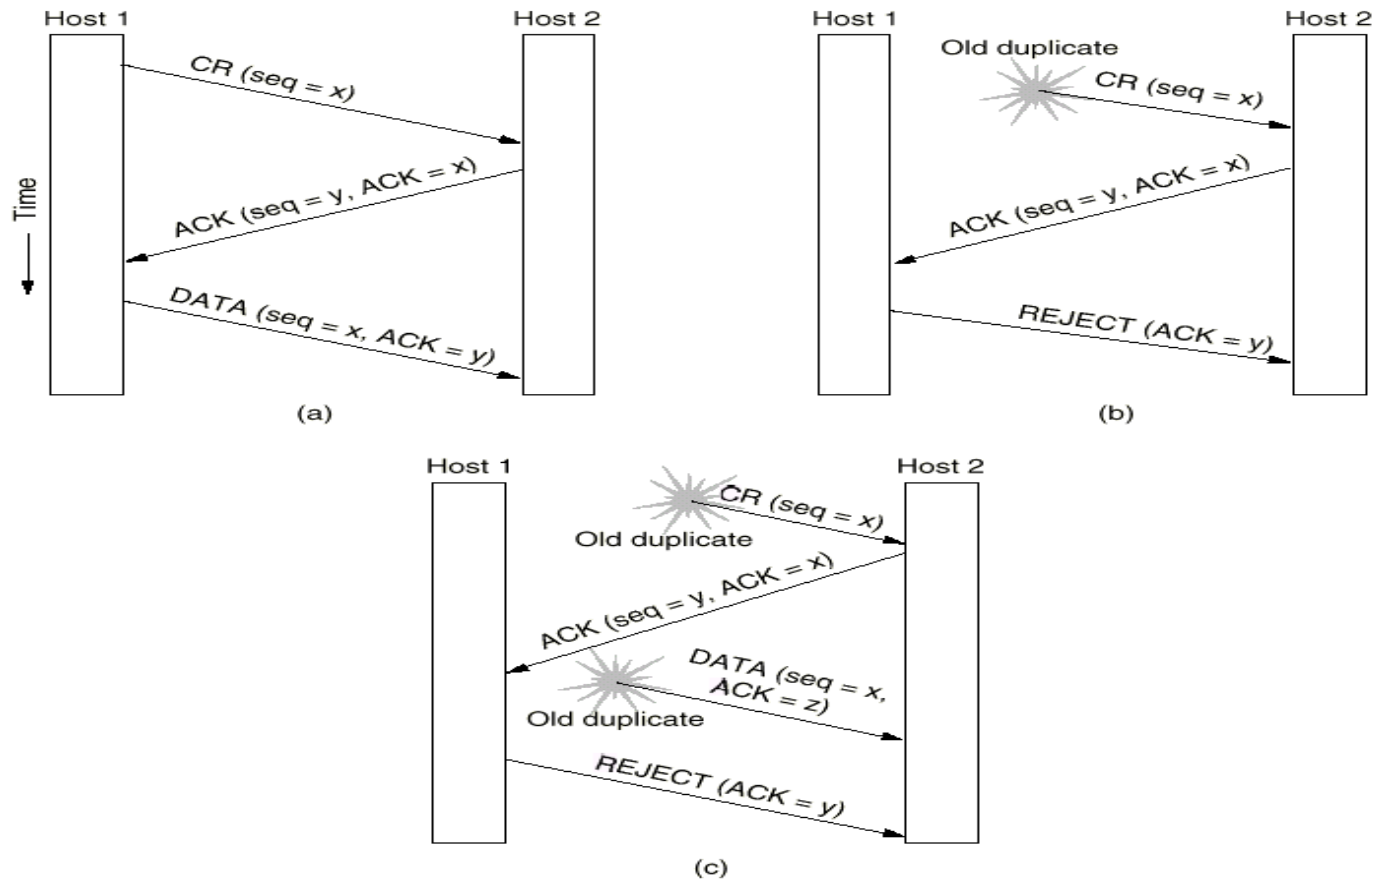 Host 1
Host 2
CR (seq = x)
ACK (seq = y, ACK = x)
Time
DATA (seq = x, ACK = y)
(a)
Host 1
Host 2
Old duplicate
CR (seq = x)
ACK (seq = y, ACK = x)
REJECT (ACK = y)
(b)
Host 1
Host 2
CR (seq = x)
Old duplicate
ACK (seq = y, ACK = x)
DATA (seq = x,
ACK = z)
Old duplicate
REJECT (ACK = y)
(c)